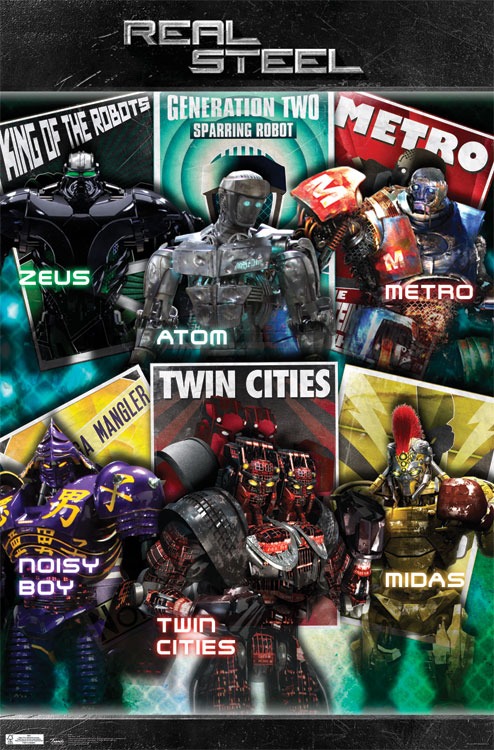 REAL
STEEL
KING OF THE ROBOTS
GENERATION TWO
SPARRING ROBOT
METRO
M
M
ZEUS
ATOM
METRO
TWIN CITIES
A MANGLER
男
NOISY
BOY
TWIN
CITIES
MIDAS